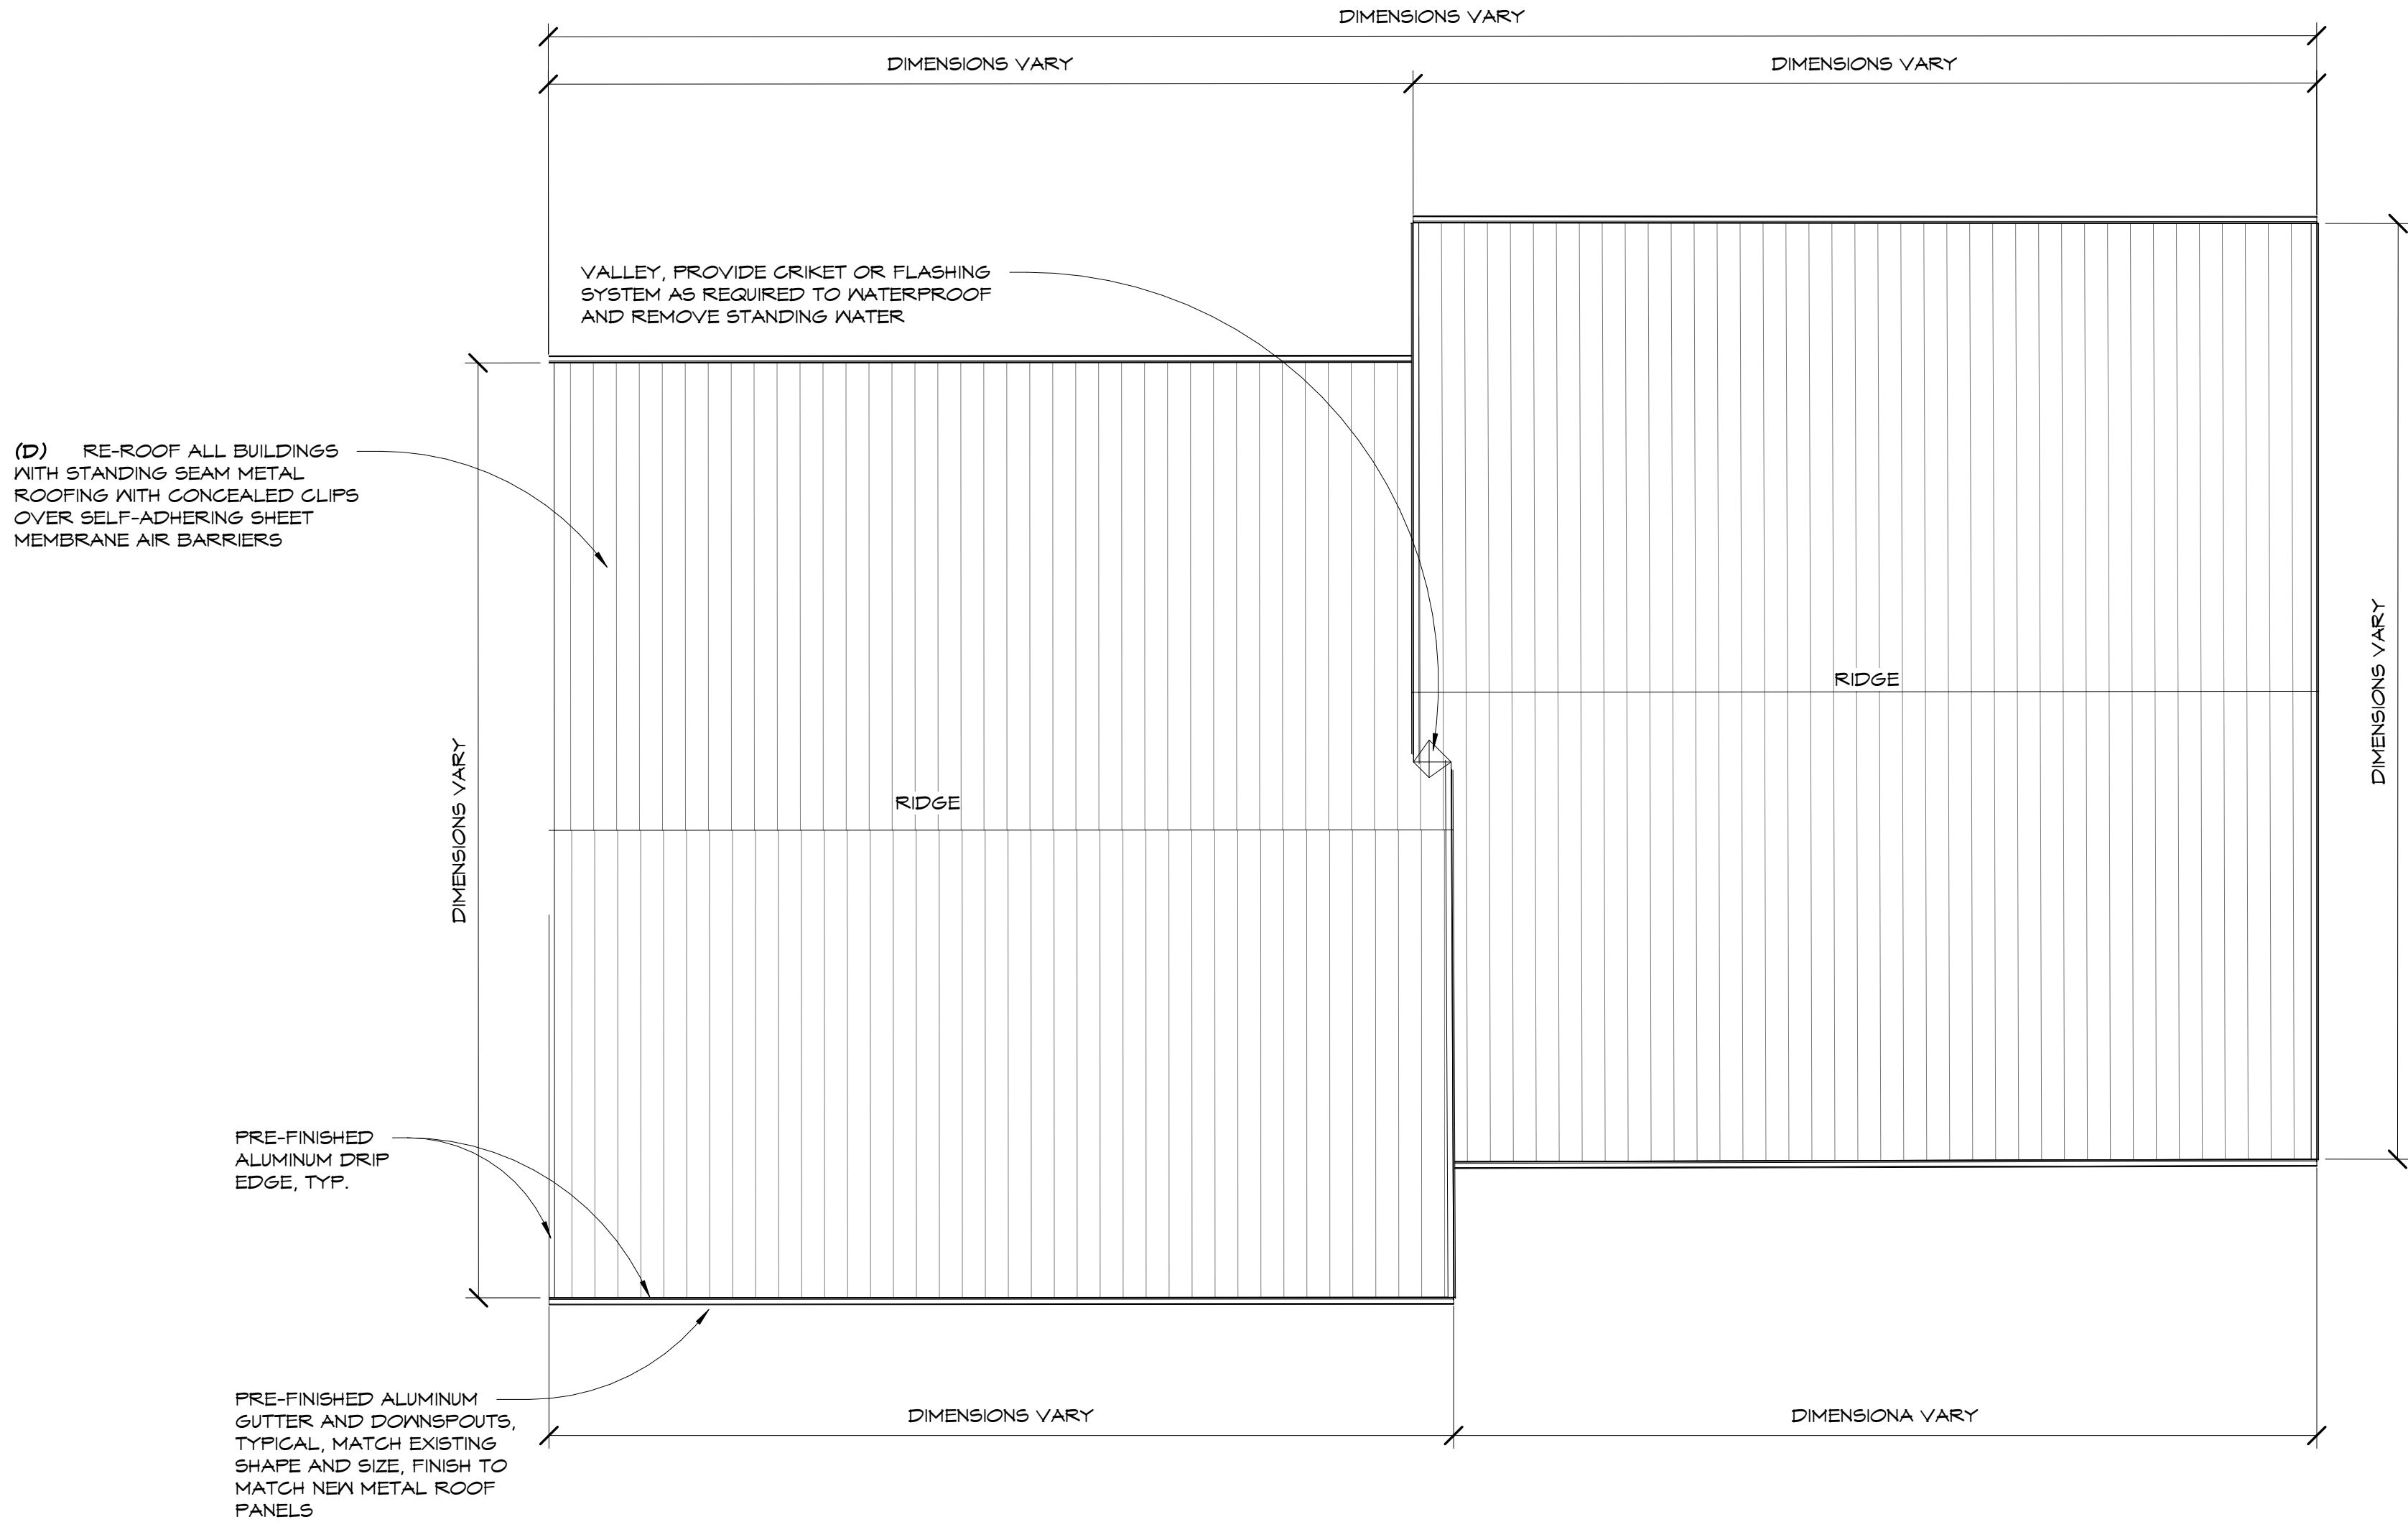 DIMENSIONS VARY
DIMENSIONS VARY
DIMENSIONS VARY
VALLEY, PROVIDE CRIKET OR FLASHING
SYSTEM AS REQUIRED TO WATERPROOF
AND REMOVE STANDING WATER
(D) RE-ROOF ALL BUILDINGS
WITH STANDING SEAM METAL
ROOFING WITH CONCEALED CLIPS
OVER SELF-ADHERING SHEET
MEMBRANE AIR BARRIERS
DIMENSIONS VARY
RIDGE
DIMENSIONS VARY
RIDGE
PRE-FINISHED
ALUMINUM DRIP
EDGE, TYP.
PRE-FINISHED ALUMINUM
GUTTER AND DOWNSPOUTS,
TYPICAL, MATCH EXISTING
SHAPE AND SIZE, FINISH TO
MATCH NEW METAL ROOF
PANELS
DIMENSIONS VARY
DIMENSIONA VARY